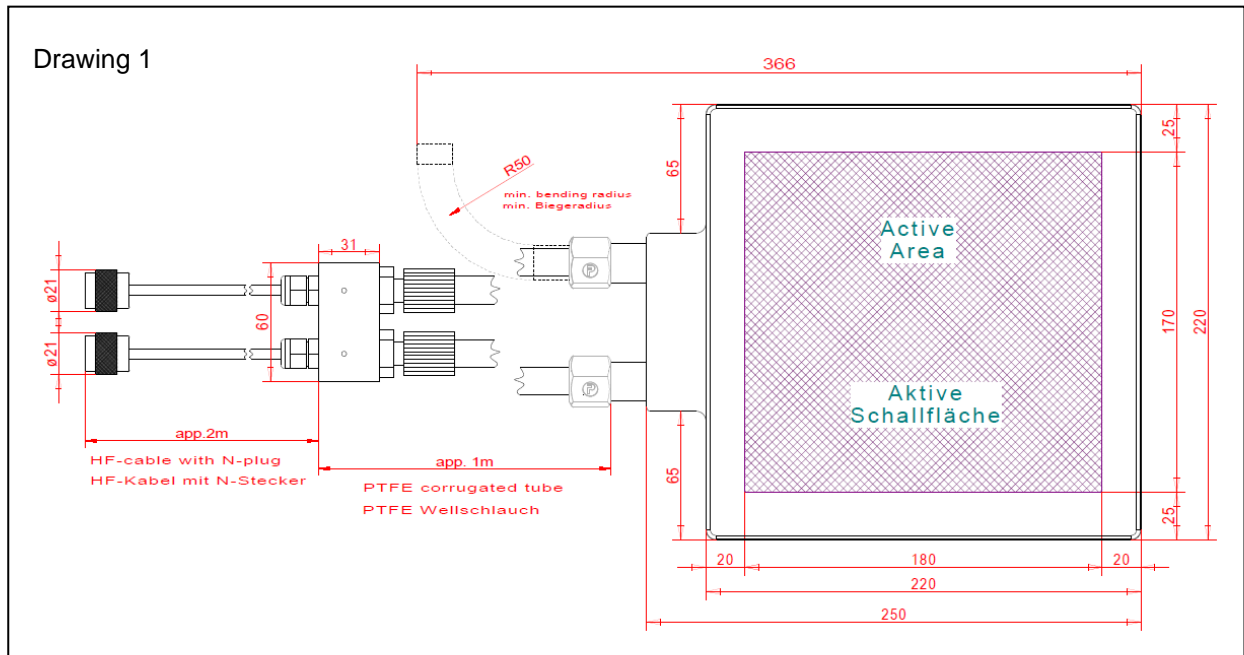 Drawing 1
366
R50
min. bending radius
min. Biegeradius
65
25
31
Active
Area
ø21
60
170
220
ø21
Aktive
Schallfläche
app.2m
HF-cable with N-plug
HF-Kabel mit N-Stecker
app. 1m
PTFE corrugated tube
PTFE Wellschlauch
65
25
20
180
20
220
250